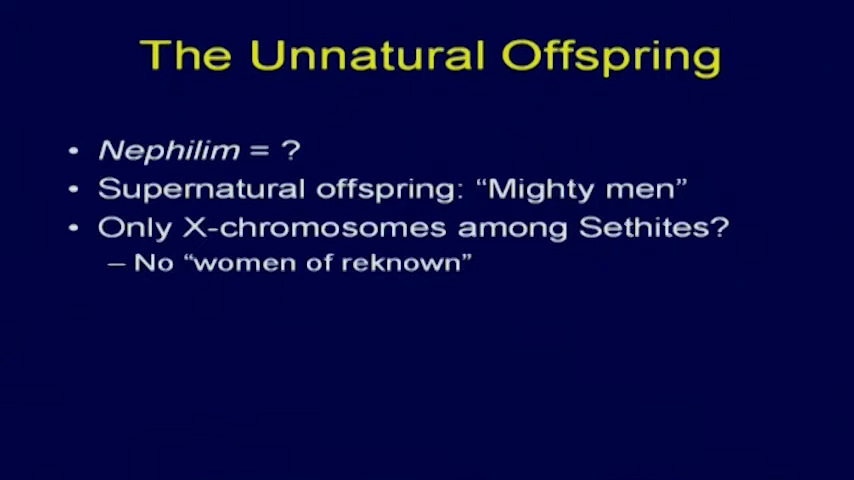 The Unnatural Offspring
• Nephilim = ?
• Supernatural offspring: “Mighty men”
• Only X-chromosomes among Sethites?
– No “women of reknown”